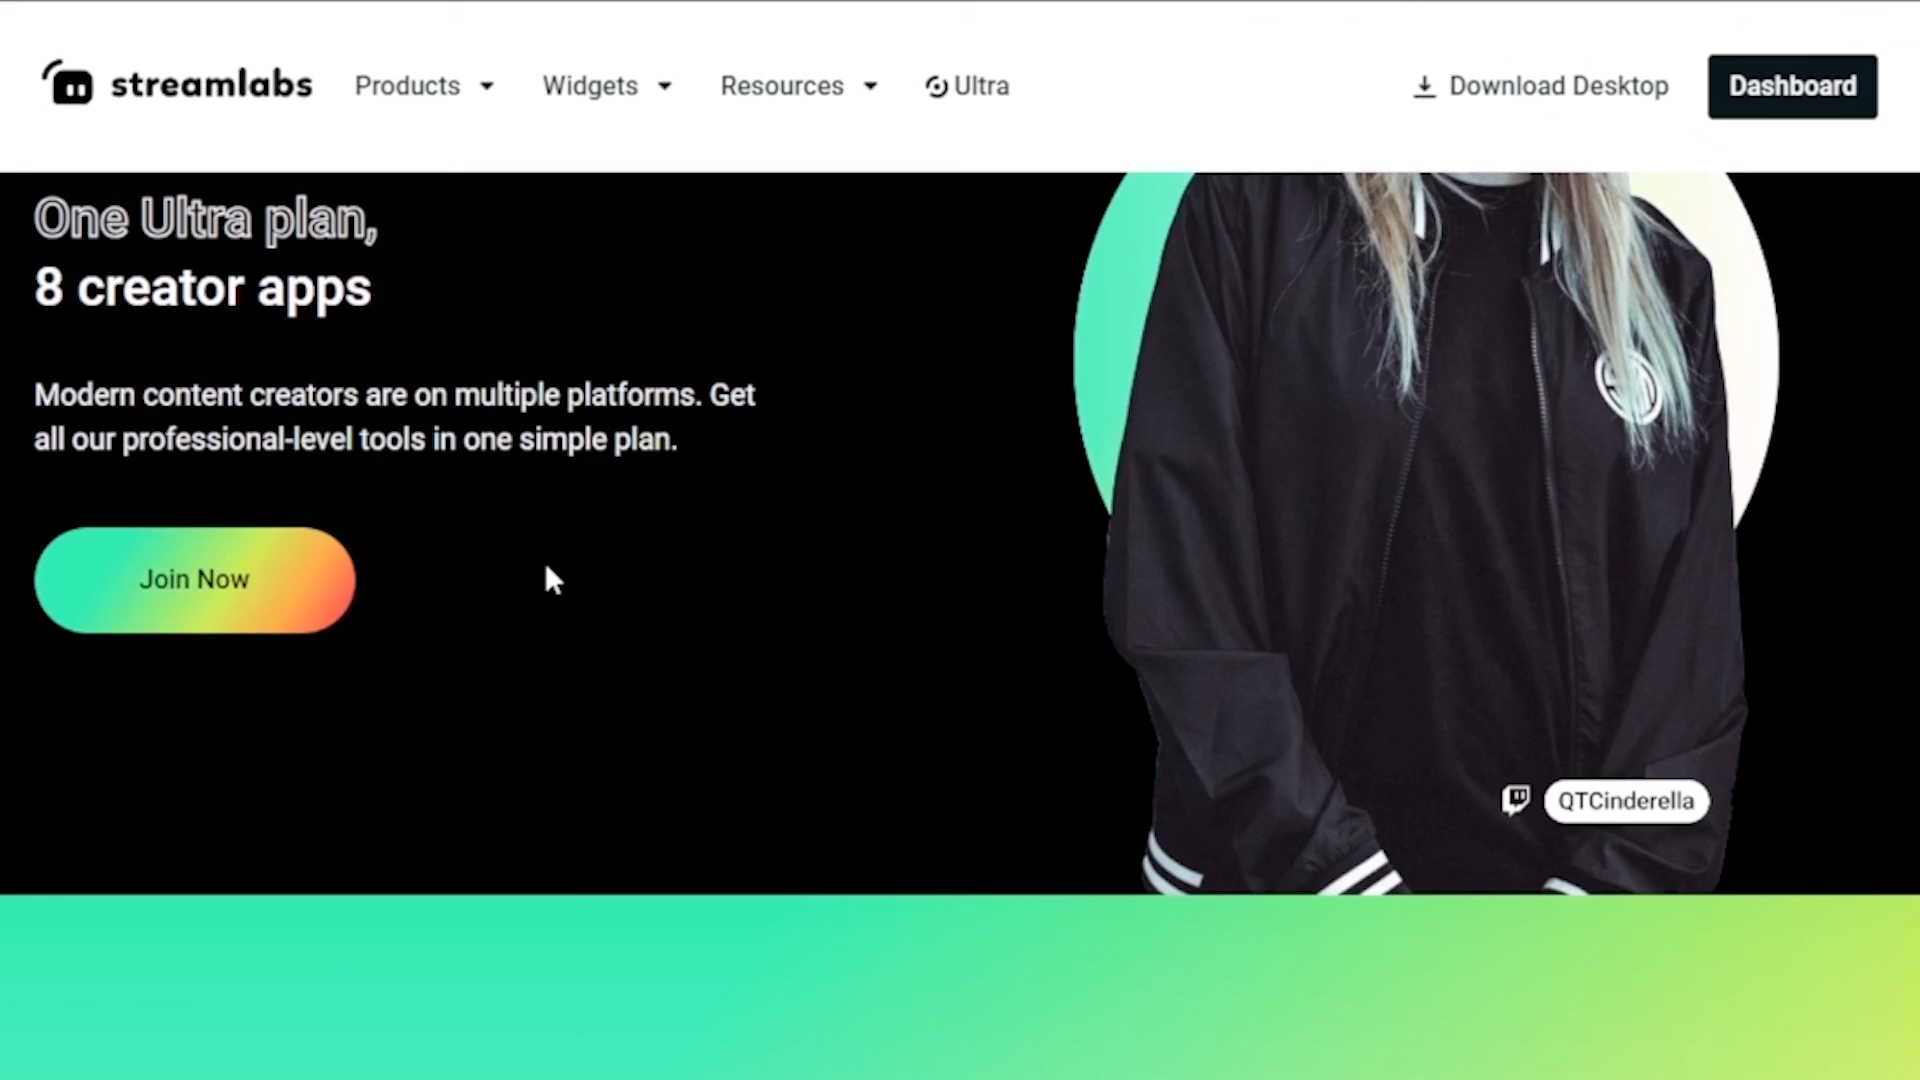 streamlabs Products Widgets Resources Ultra Download Desktop Dashboard
One Ultra plan,
8 creator apps
Modern content creators are on multiple platforms. Get
all our professional-level tools in one simple plan.
Join Now
QTCinderella